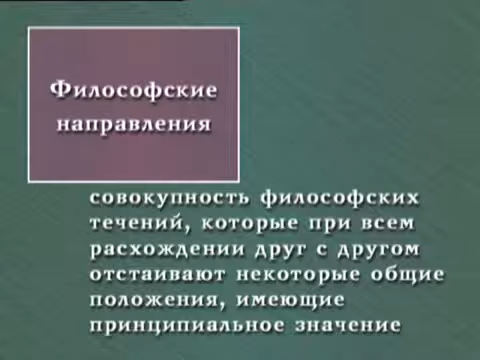 Философские
направления
совокупность философских
течений, которые при всем
расхождении друг с другом
отстаивают некоторые общие
положения, имеющие
принципиальное значение